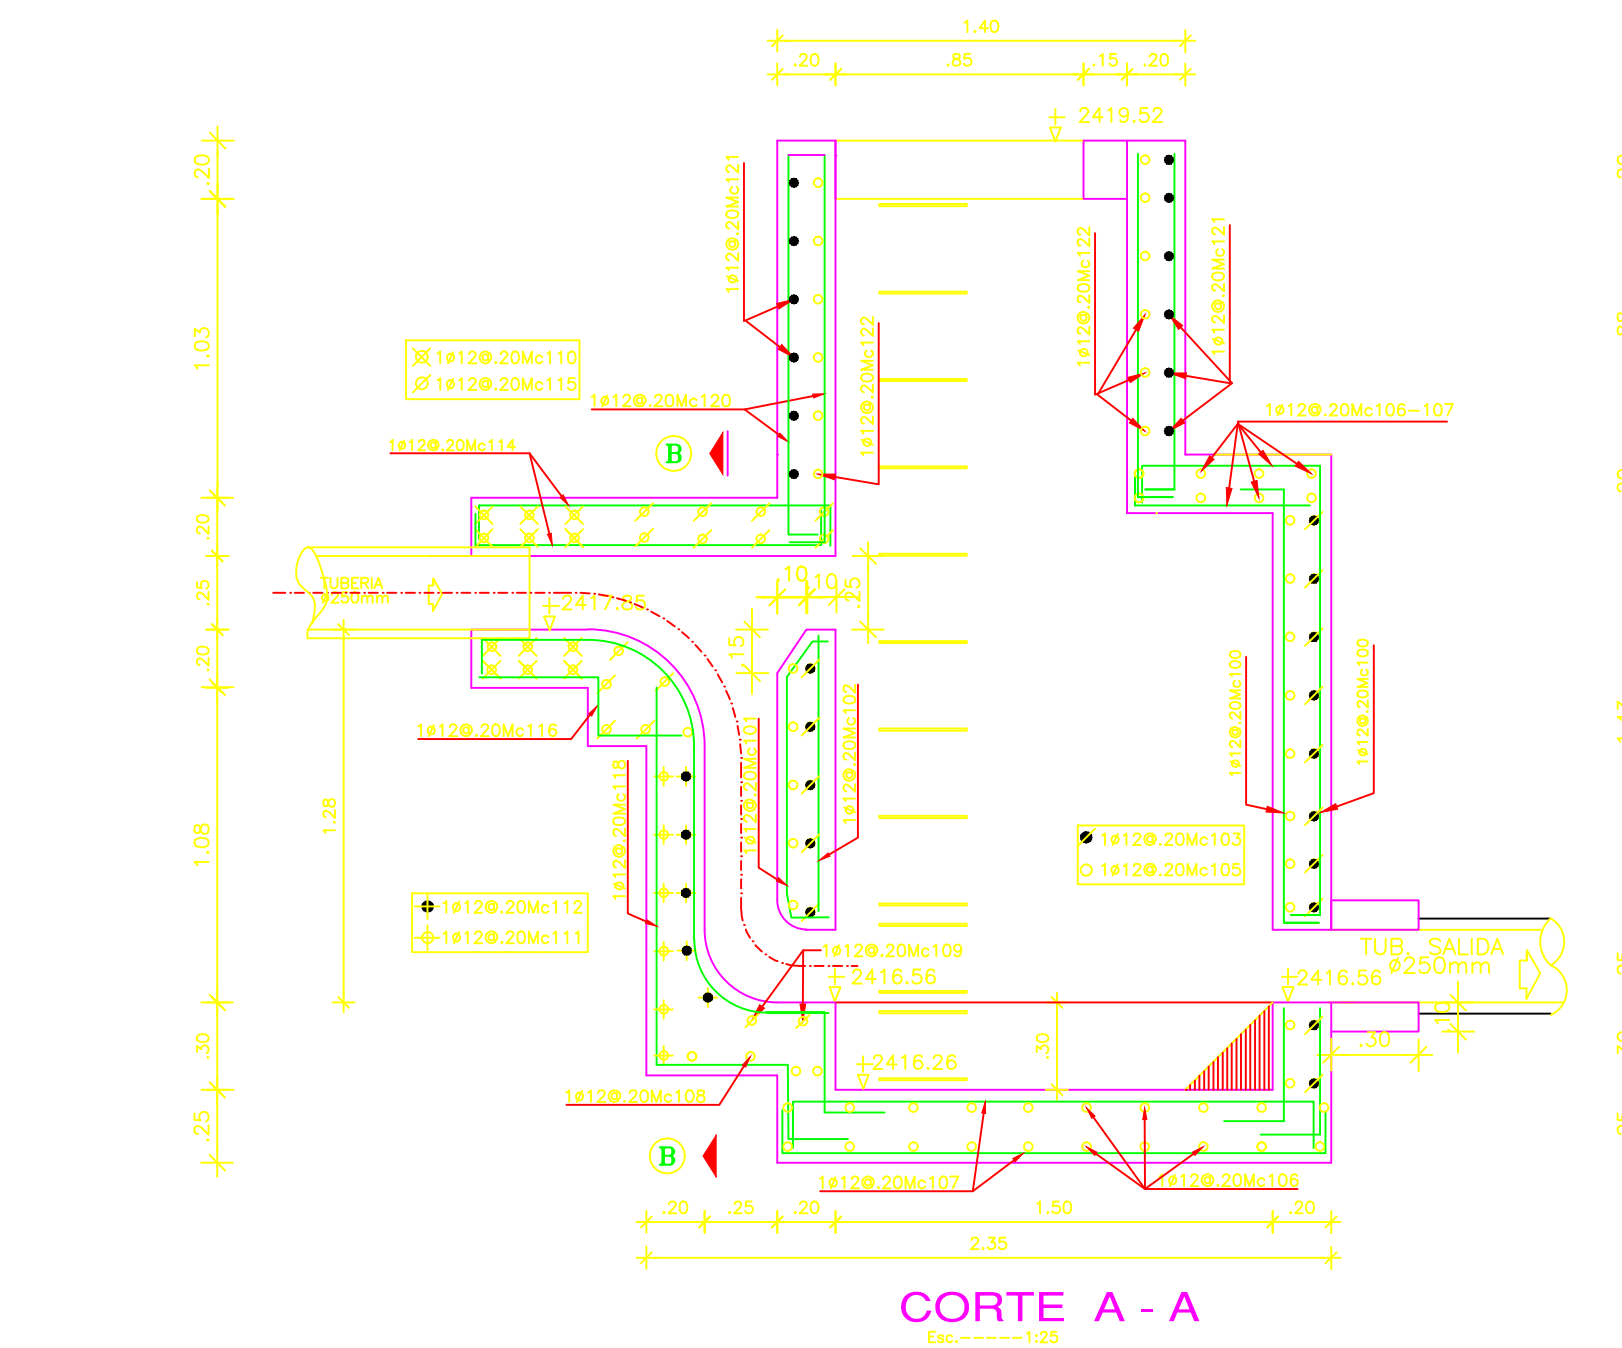 1.40
.20
.85
.15
.20
2419.52
.20
1ø12@.20Mc121
1ø12@.20Mc122
1ø12@.20Mc121
1.03
1ø12@.20Mc110
1ø12@.20Mc115
1ø12@.20Mc122
1ø12@.20Mc120
1ø12@.20Mc106-107
1ø12@.20Mc114
B
.20
.25
TUBERIA
ø250mm
10
.10
.25
2417.85
.20
15
1ø12@.20Mc116
1ø12@.20Mc101
1ø12@.20Mc102
1ø12@.20Mc100
1ø12@.20Mc100
1ø12@.20Mc118
1.28
1.08
1ø12@.20Mc103
1ø12@.20Mc105
1ø12@.20Mc112
1ø12@.20Mc111
1ø12@.20Mc109
TUB. SALIDA
ø250mm
2416.56
2416.56
10
.30
.30
.30
2416.26
1ø12@.20Mc108
.25
B
1ø12@.20Mc107
1ø12@.20Mc106
.20
.25
.20
1.50
.20
2.35
CORTE A - A
Esc.-----1:25